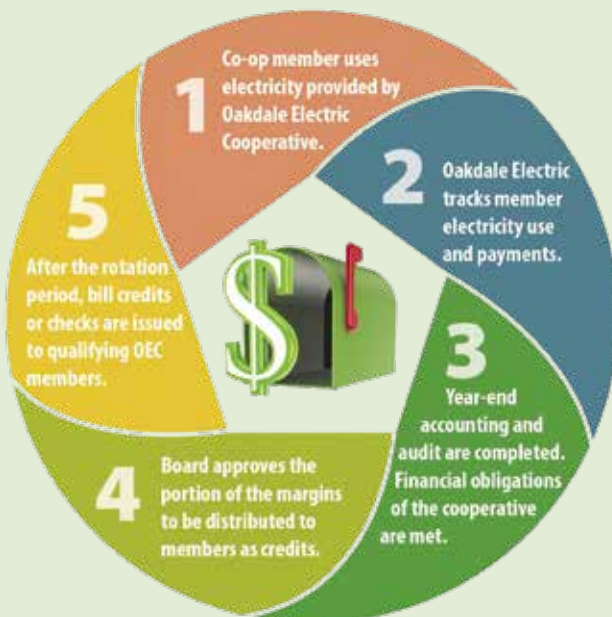 1
Co-op member uses
electricity provided by
Oakdale Electric
Cooperative.
2
Oakdale Electric
tracks member
electricity use
and payments.
3
Year-end
accounting and
audit are completed.
Financial obligations
of the cooperative
are met.
4
Board approves the
portion of the margins
to be distributed to
members as credits.
5
After the rotation
period, bill credits
or checks are issued
to qualifying OEC
members.
$